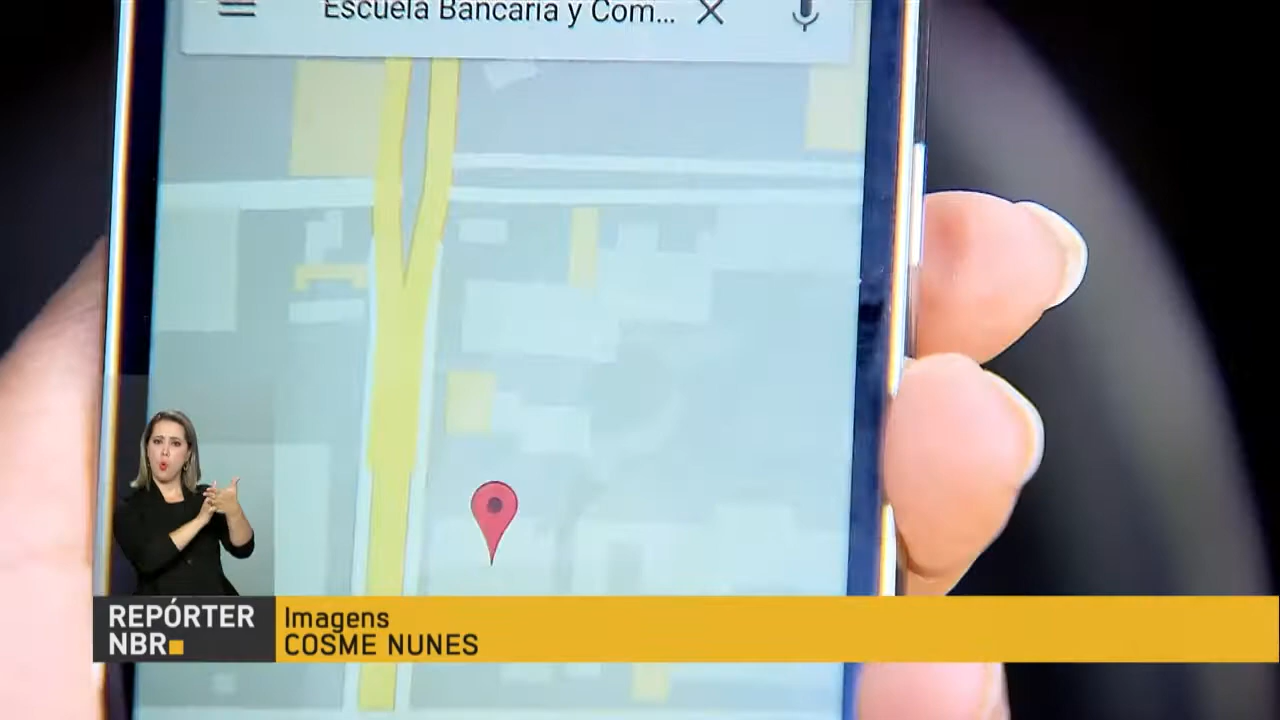 Escuela Bancaria y Com...
REPÓRTER
NBR
Imagens
COSME NUNES